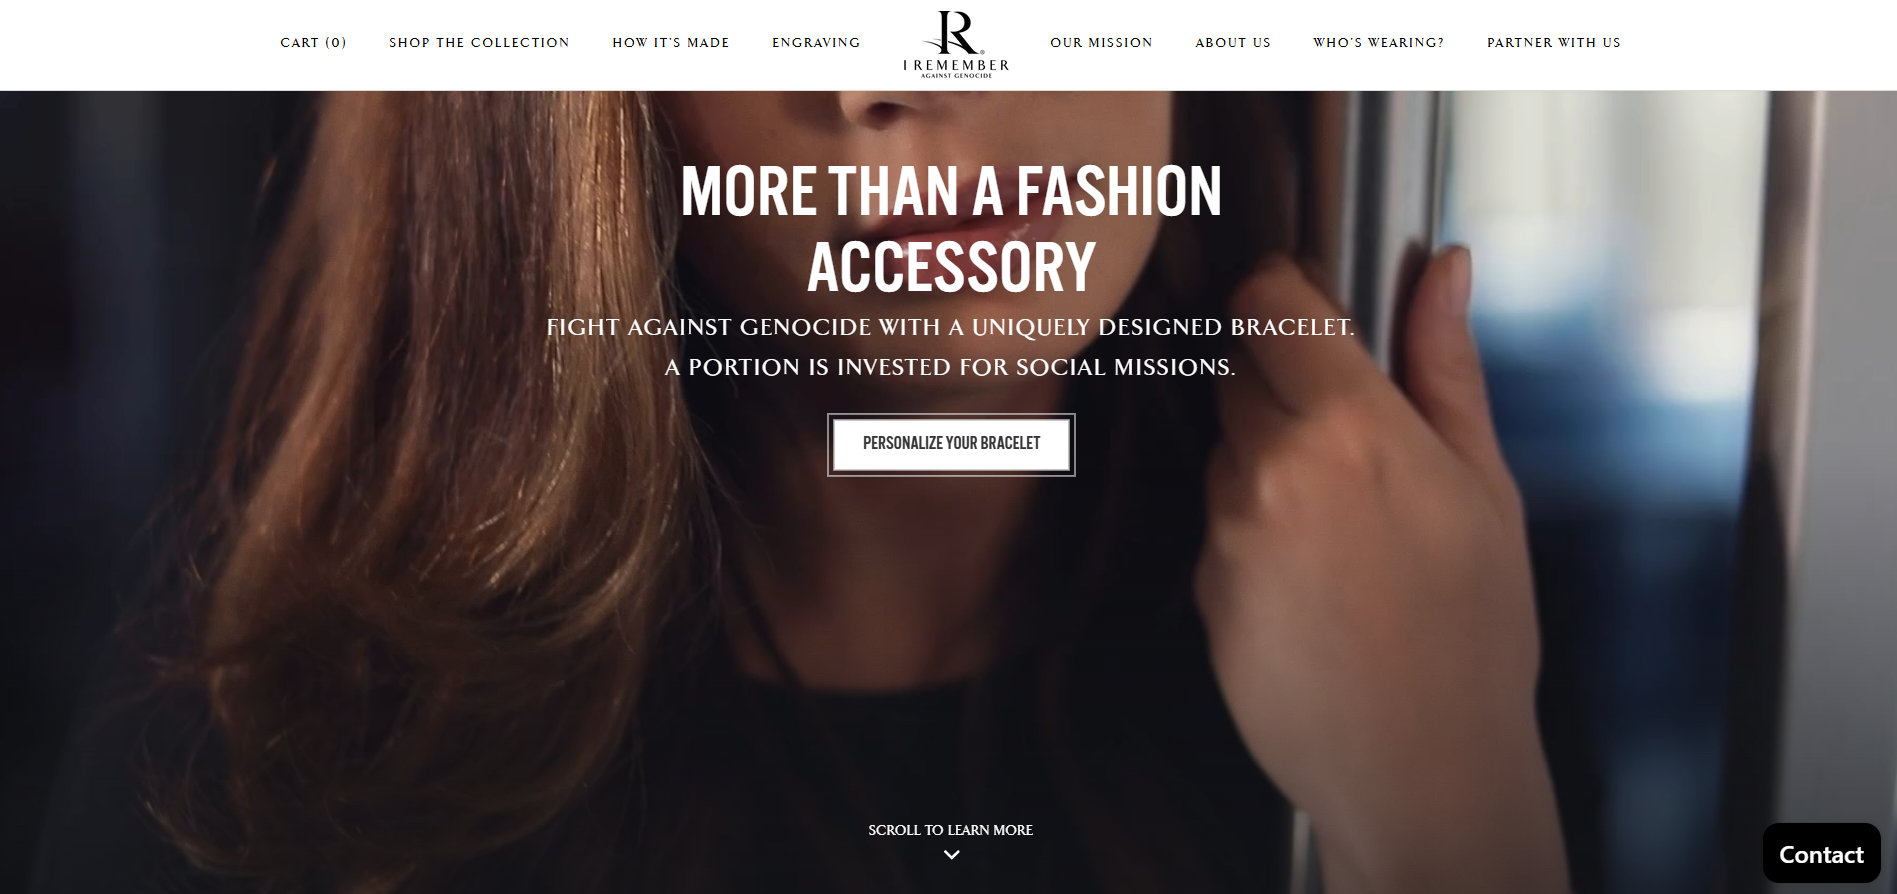 CART (0)
SHOP THE COLLECTION
HOW IT'S MADE
ENGRAVING
R
I REMEMBER
AGAINST GENOCIDE
OUR MISSION
ABOUT US
WHO'S WEARING?
PARTNER WITH US
MORE THAN A FASHION
ACCESSORY
FIGHT AGAINST GENOCIDE WITH A UNIQUELY DESIGNED BRACELET.
A PORTION IS INVESTED FOR SOCIAL MISSIONS.
PERSONALIZE YOUR BRACELET
SCROLL TO LEARN MORE
Contact